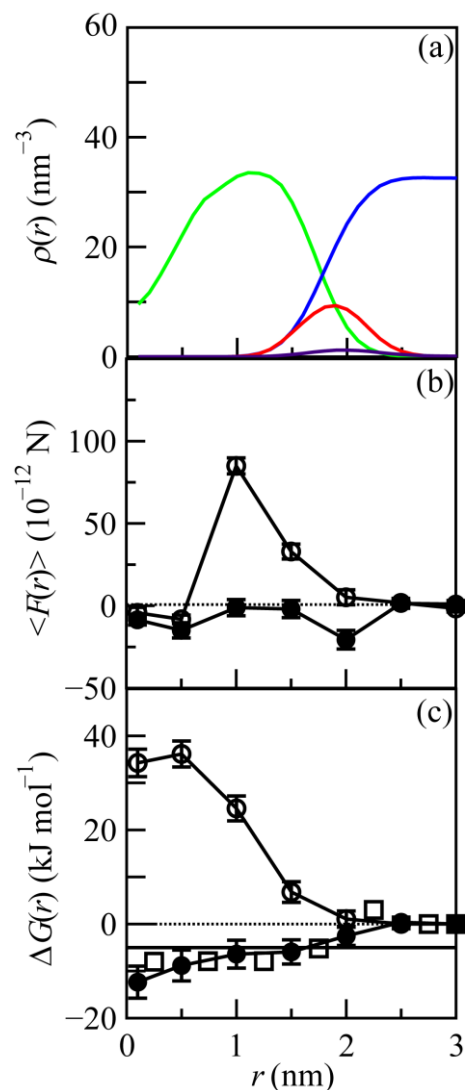 (a)
60
40
20
0
ρ(r) (nm⁻³)
(b)
100
50
0
−50
<F(r)> (10⁻¹² N)
(c)
40
20
0
−20
ΔG(r) (kJ mol⁻¹)
0 1 2 3
r (nm)